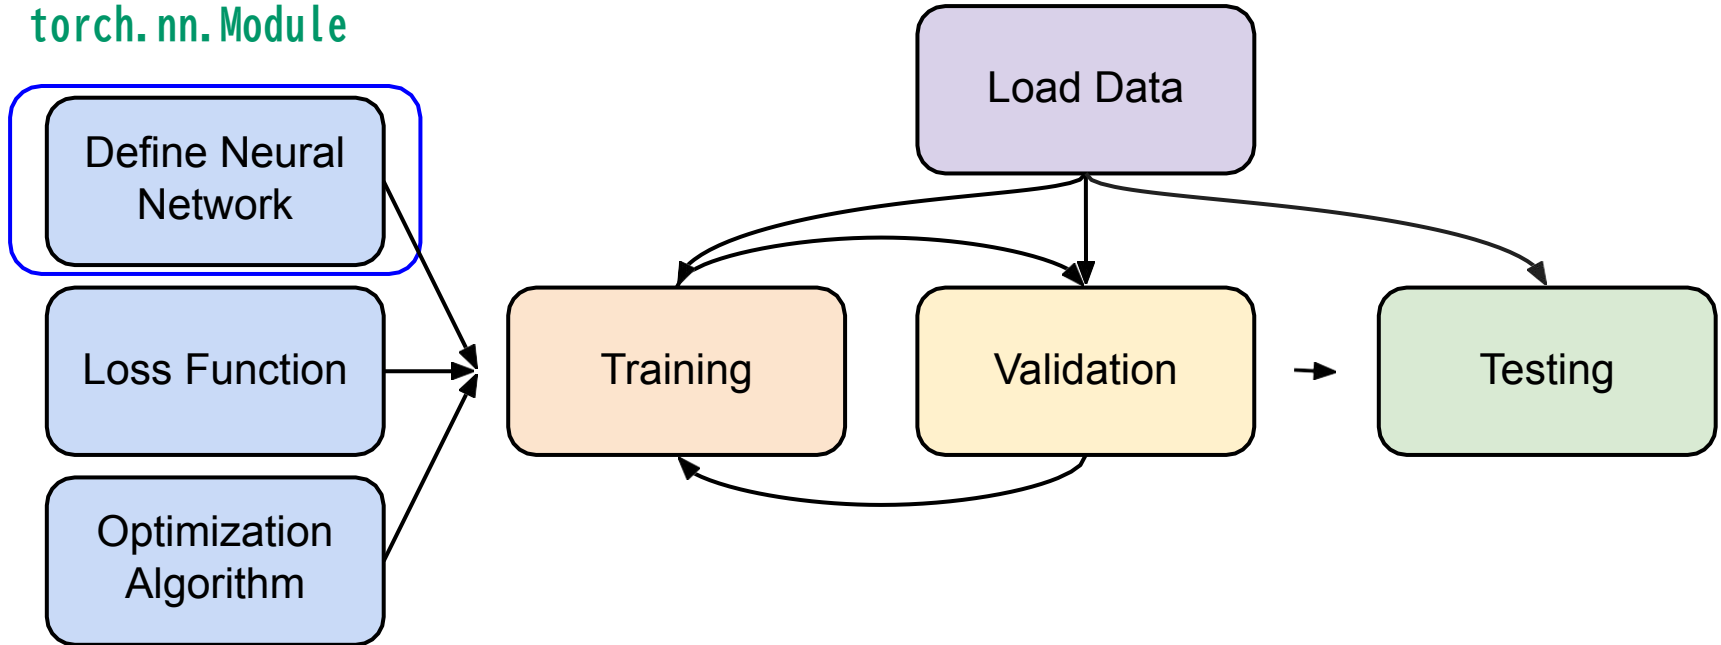 torch.nn.Module
Load Data
Define Neural
Network
Loss Function
Training
Validation
Testing
Optimization
Algorithm